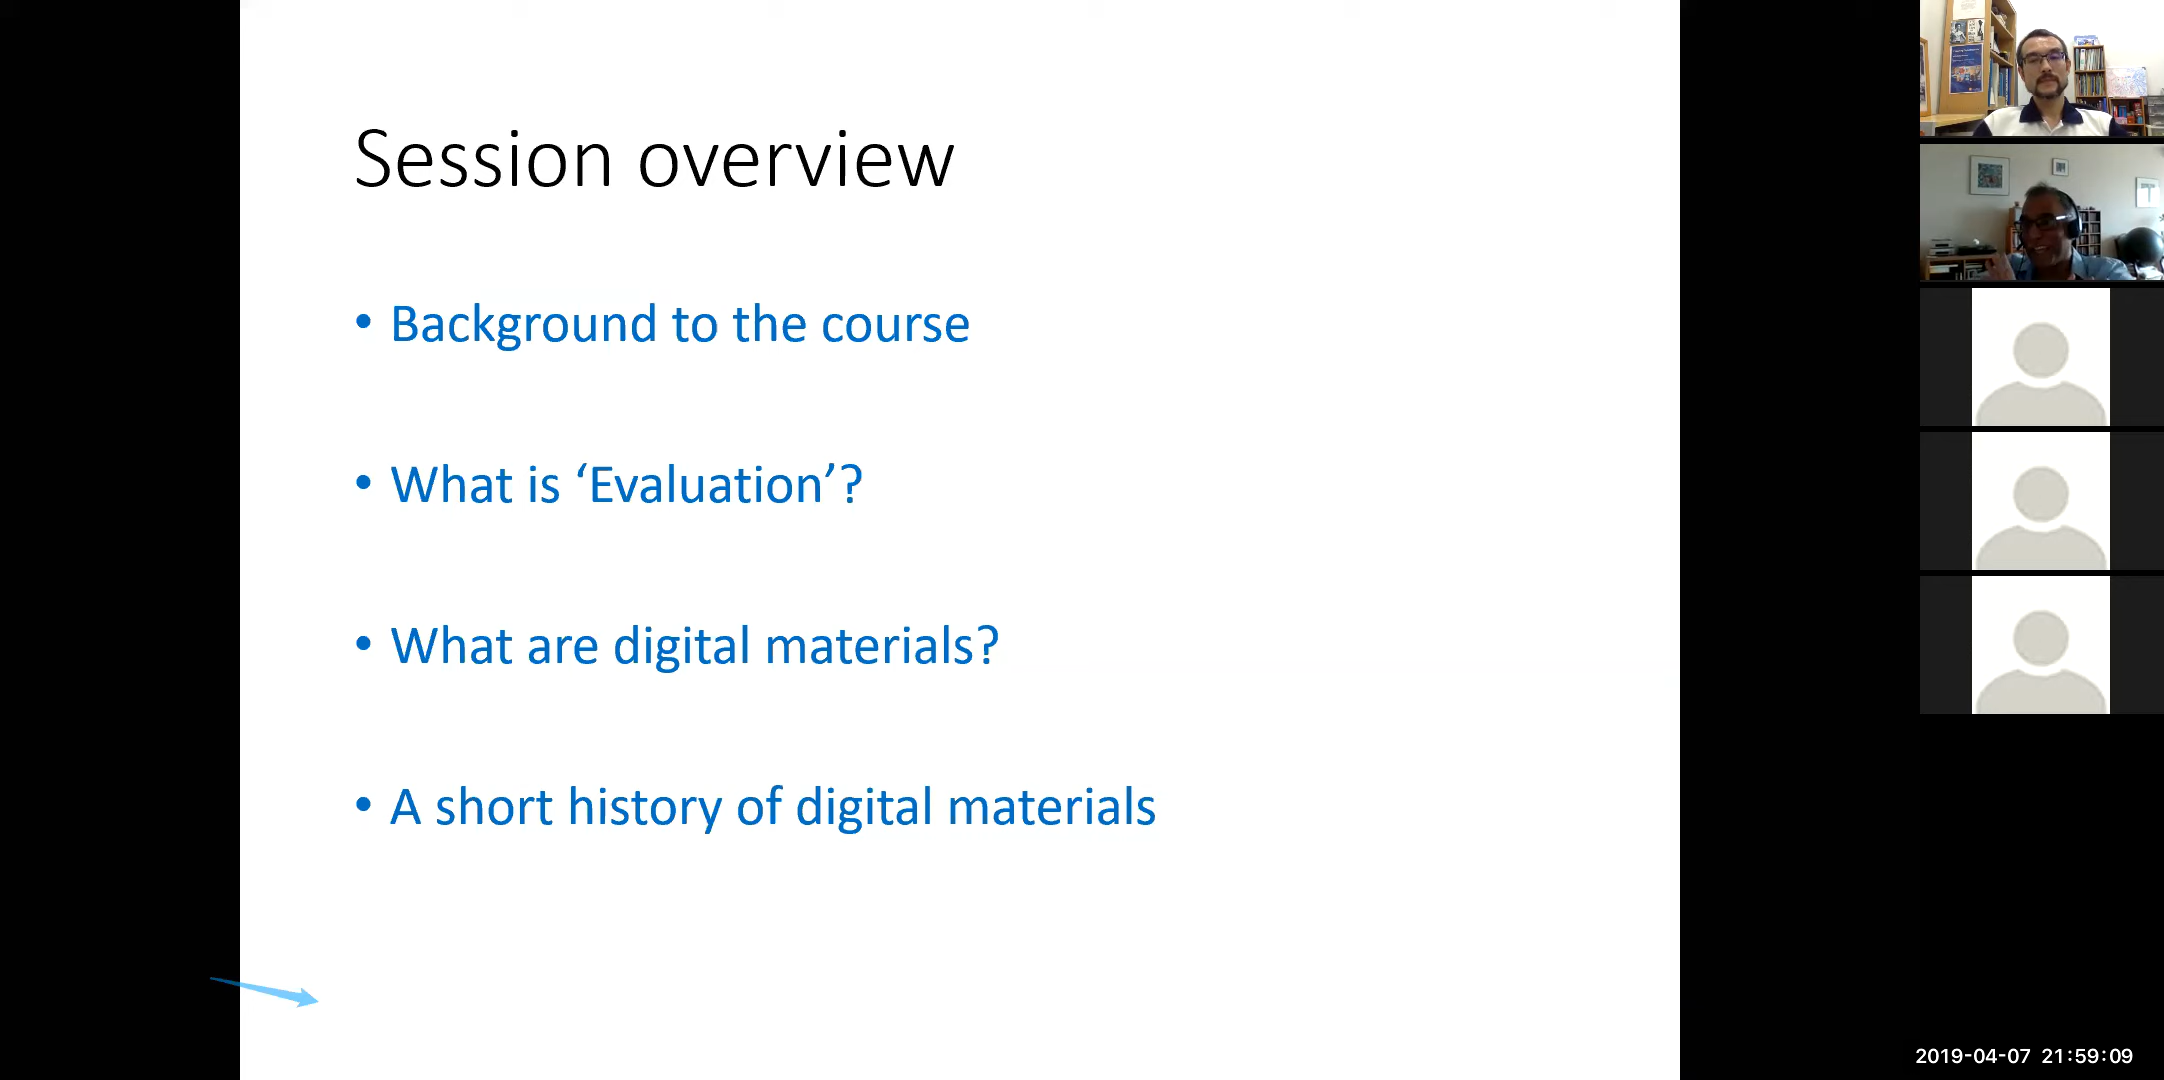 Session overview
• Background to the course
• What is ‘Evaluation’?
• What are digital materials?
• A short history of digital materials
2019-04-07 21:59:09